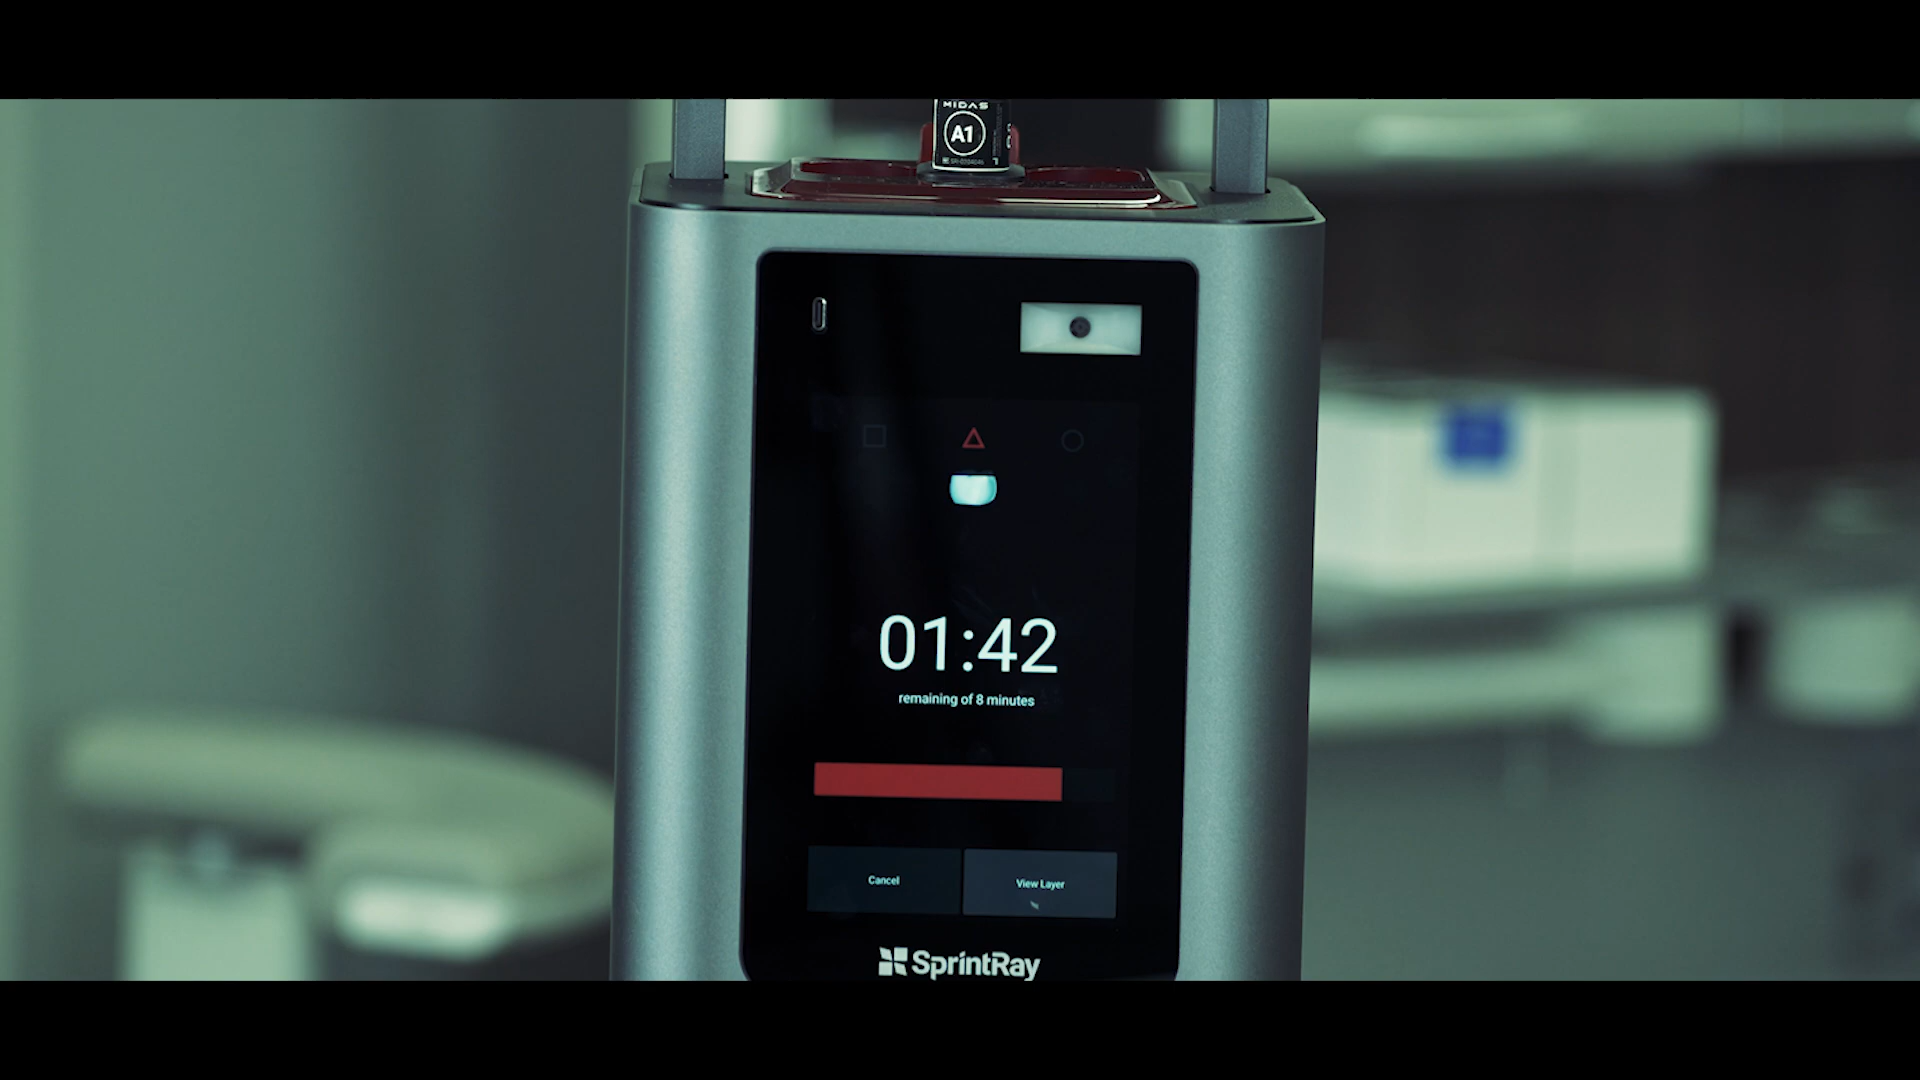 MIDAS
A1
01:42
remaining of 8 minutes
Cancel
View Layer
SprintRay